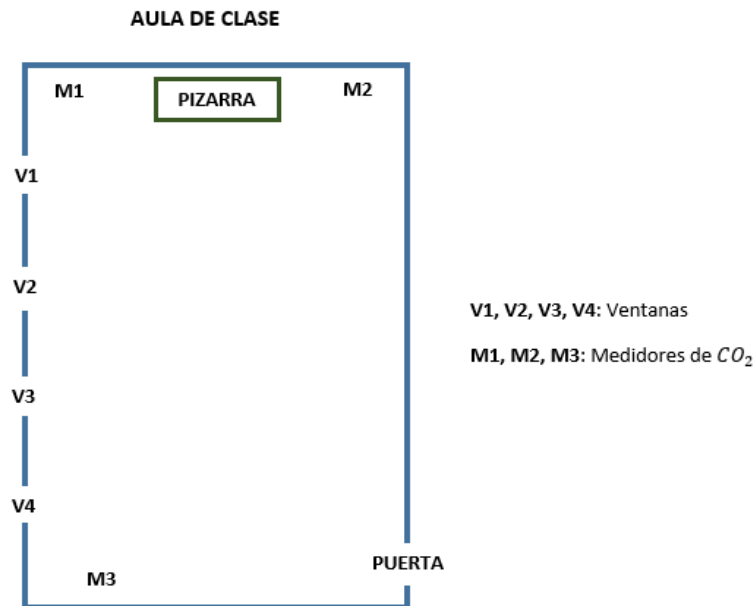 AULA DE CLASE
M1
PIZARRA
M2
V1
V2
V3
V4
M3
PUERTA
V1, V2, V3, V4: Ventanas
M1, M2, M3: Medidores de CO₂